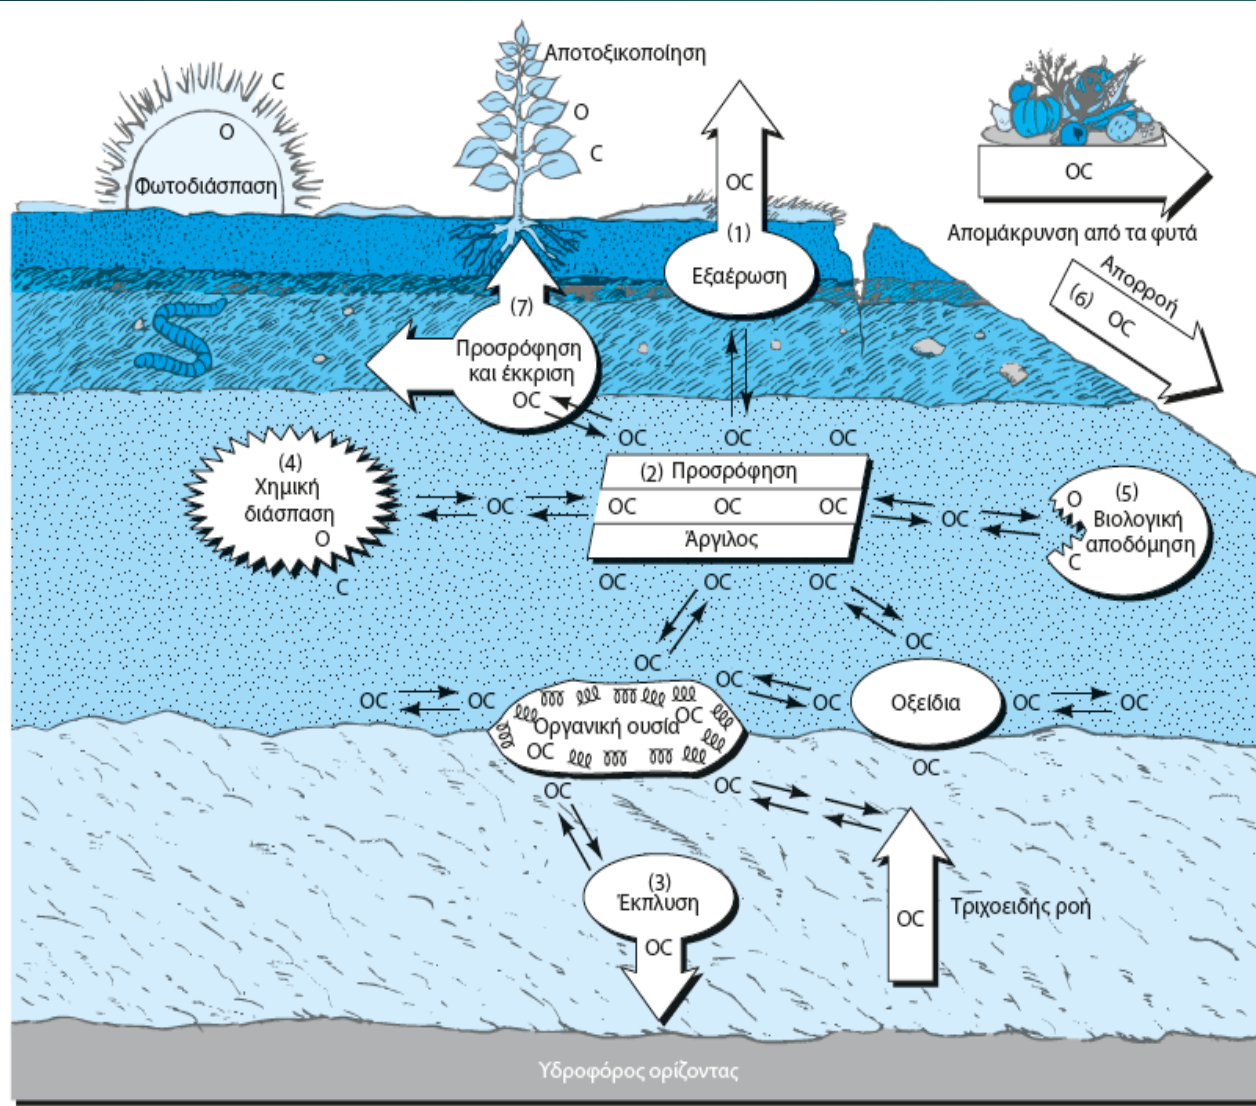 Αποτοξικοποίηση
C
O
Φωτοδιάσπαση
O
C
OC
(1)
Εξαέρωση
OC
Απομάκρυνση από τα φυτά
Απορροή
(6) OC
(7)
Προσρόφηση
και έκκριση
OC
OC OC OC
(4)
Χημική
διάσπαση
O
C
OC
(2) Προσρόφηση
OC OC OC
Άργιλος
OC
O
(5)
Βιολογική
αποδόμηση
C
OC OC OC
OC
OC
OC
OC
OC
OC
Οργανική ουσία
OC
OC
OC
Οξείδια
OC
OC
OC
OC
OC
(3)
Έκπλυση
OC
OC
Τριχοειδής ροή
Υδροφόρος ορίζοντας